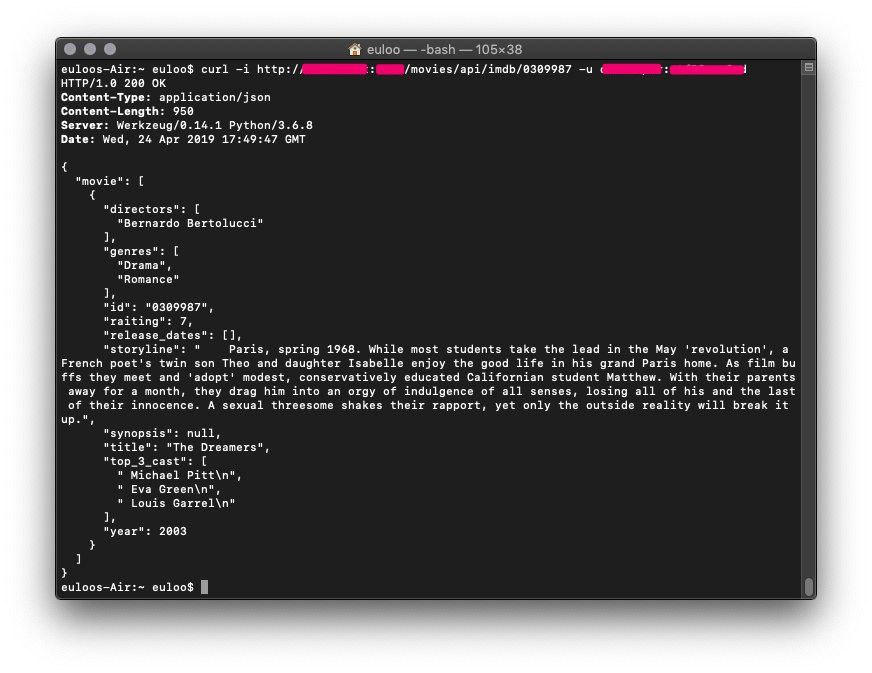 euloo — -bash — 105×38
euloos-Air:~ euloo$ curl -i http:/ : /movies/api/imdb/0309987 -u
HTTP/1.0 200 OK
Content-Type: application/json
Content-Length: 950
Server: Werkzeug/0.14.1 Python/3.6.8
Date: Wed, 24 Apr 2019 17:49:47 GMT
{
"movie": [
{
"directors": [
"Bernardo Bertolucci"
],
"genres": [
"Drama",
"Romance"
],
"id": "0309987",
"raiting": 7,
"release_dates": [],
"storyline": "    Paris, spring 1968. While most students take the lead in the May 'revolution', a
French poet's twin son Theo and daughter Isabelle enjoy the good life in his grand Paris home. As film bu
ffs they meet and 'adopt' modest, conservatively educated Californian student Matthew. With their parents
away for a month, they drag him into an orgy of indulgence of all senses, losing all of his and the last
of their innocence. A sexual threesome shakes their rapport, yet only the outside reality will break it
up.",
"synopsis": null,
"title": "The Dreamers",
"top_3_cast": [
" Michael Pitt\n",
" Eva Green\n",
" Louis Garrel\n"
],
"year": 2003
}
]
}
euloos-Air:~ euloo$